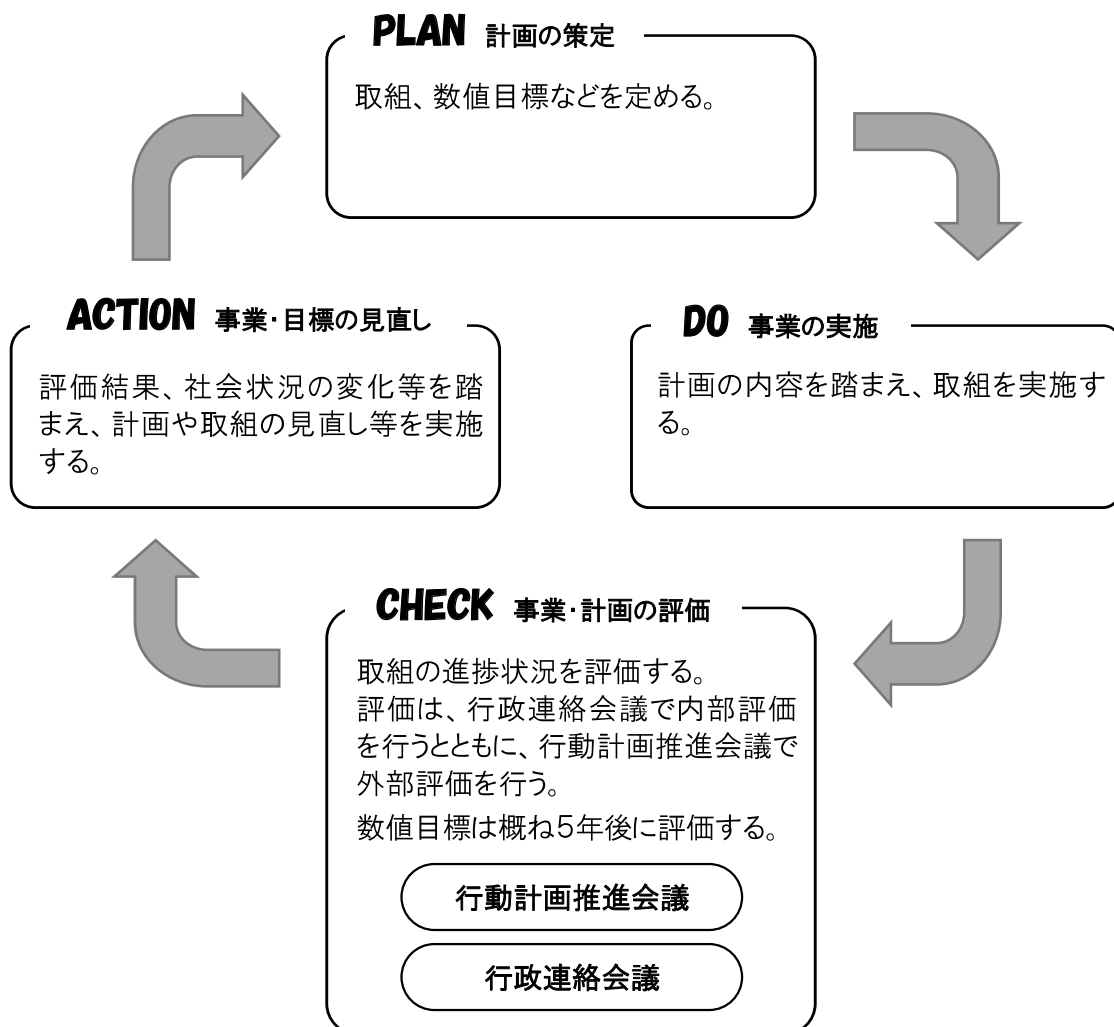 PLAN 計画の策定
取組、数値目標などを定める。
ACTION 事業・目標の見直し
評価結果、社会状況の変化等を踏
まえ、計画や取組の見直し等を実施
する。
DO 事業の実施
計画の内容を踏まえ、取組を実施す
る。
CHECK 事業・計画の評価
取組の進捗状況を評価する。
評価は、行政連絡会議で内部評価
を行うとともに、行動計画推進会議で
外部評価を行う。
数値目標は概ね5年後に評価する。
行動計画推進会議
行政連絡会議